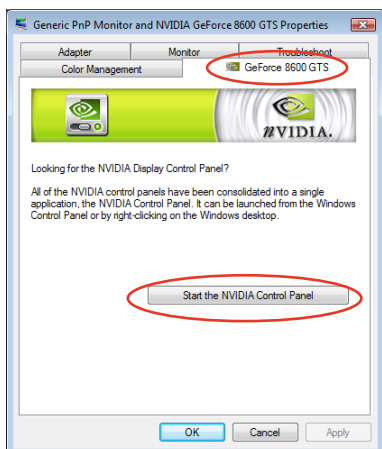 Generic PnP Monitor and NVIDIA GeForce 8600 GTS Properties
Adapter Monitor Troubleshoot
Color Management GeForce 8600 GTS
NVIDIA.
Looking for the NVIDIA Display Control Panel?
All of the NVIDIA control panels have been consolidated into a single
application, the NVIDIA Control Panel. It can be launched from the Windows
Control Panel or by right-clicking on the Windows desktop.
Start the NVIDIA Control Panel
OK Cancel Apply